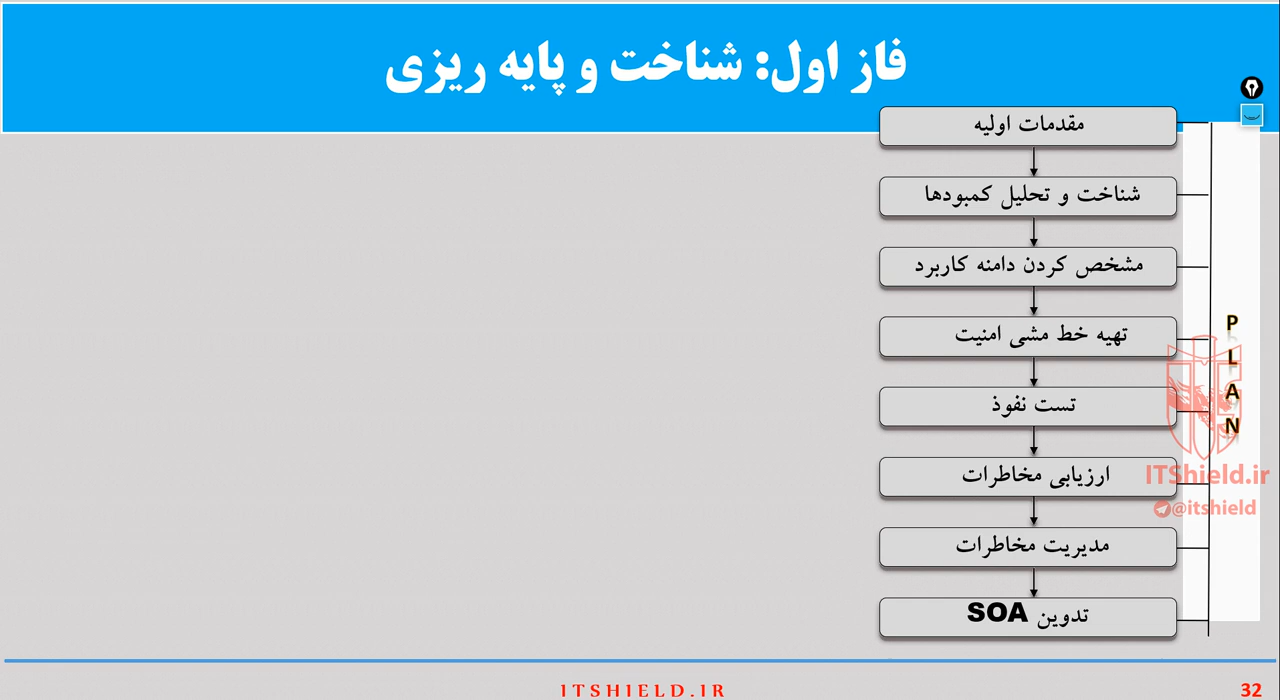 فاز اول: شناخت و پایه ریزی
مقدمات اولیه
شناخت و تحلیل کمبودها
مشخص کردن دامنه کاربرد
تهیه خط مشی امنیت
تست نفوذ
ارزیابی مخاطرات
مدیریت مخاطرات
تدوین SOA
P
L
A
N
ITShield.ir
@itshield
ITSHIELD.IR
32